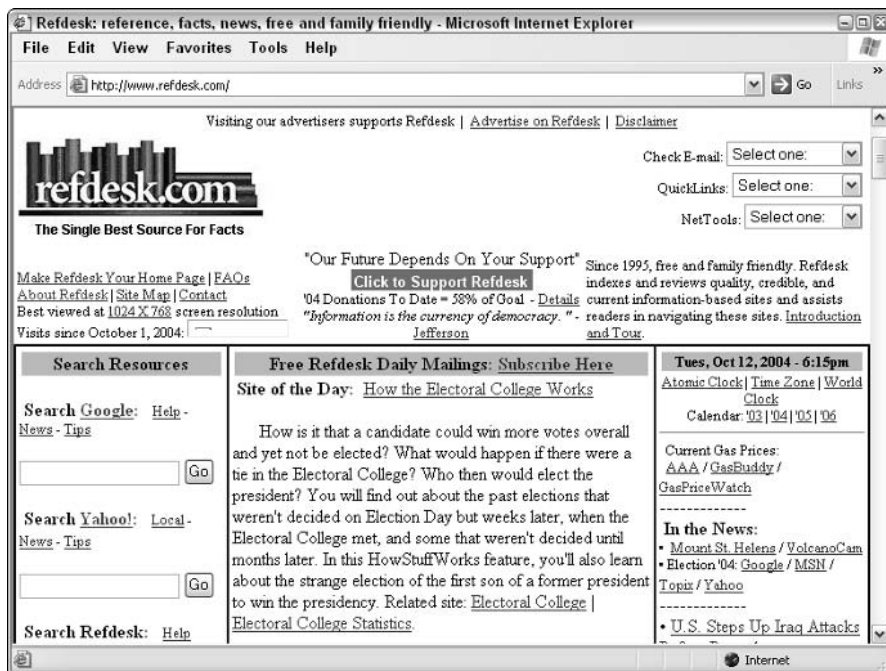 Refdesk: reference, facts, news, free and family friendly - Microsoft Internet Explorer
File Edit View Favorites Tools Help
Address http://www.refdesk.com/ Go Links »
Visiting our advertisers supports Refdesk | Advertise on Refdesk | Disclaimer
refdesk.com
The Single Best Source For Facts
Check E-mail: Select one:
QuickLinks: Select one:
NetTools: Select one:
Make Refdesk Your Home Page | FAQs
About Refdesk | Site Map | Contact
Best viewed at 1024 X 768 screen resolution
Visits since October 1, 2004:
"Our Future Depends On Your Support"
Click to Support Refdesk
'04 Donations To Date = 58% of Goal - Details
"Information is the currency of democracy. " -
Jefferson
Since 1995, free and family friendly. Refdesk
indexes and reviews quality, credible, and
current information-based sites and assists
readers in navigating these sites. Introduction
and Tour.
Search Resources
Search Google: Help -
News - Tips
Go
Search Yahoo!: Local -
News - Tips
Go
Search Refdesk: Help
Free Refdesk Daily Mailings: Subscribe Here
Site of the Day: How the Electoral College Works
How is it that a candidate could win more votes overall
and yet not be elected? What would happen if there were a
tie in the Electoral College? Who then would elect the
president? You will find out about the past elections that
weren't decided on Election Day but weeks later, when the
Electoral College met, and some that weren't decided until
months later. In this HowStuffWorks feature, you'll also learn
about the strange election of the first son of a former president
to win the presidency. Related site: Electoral College |
Electoral College Statistics.
Tues, Oct 12, 2004 - 6:15pm
Atomic Clock | Time Zone | World
Clock
Calendar: '03 | '04 | '05 | '06
Current Gas Prices:
AAA / GasBuddy /
GasPriceWatch
-------------
In the News:
▪ Mount St. Helens / VolcanoCam
▪ Election '04: Google / MSN /
Topix / Yahoo
-------------
• U.S. Steps Up Iraq Attacks
Internet